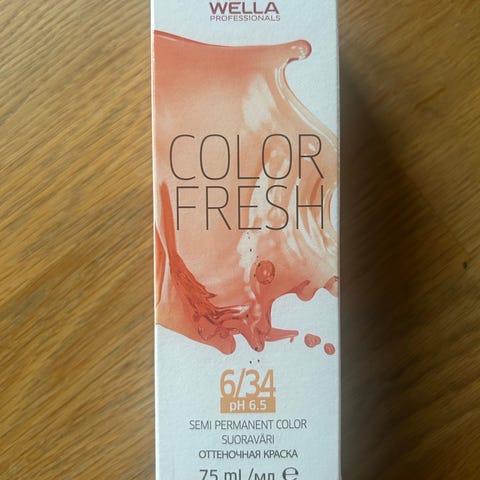 WELLA
PROFESSIONALS
COLOR
FRESH
6/34
pH 6.5
SEMI PERMANENT COLOR
SUORAVÄRI
ОТТЕНОЧНАЯ КРАСКА
75 ml /мл ℮